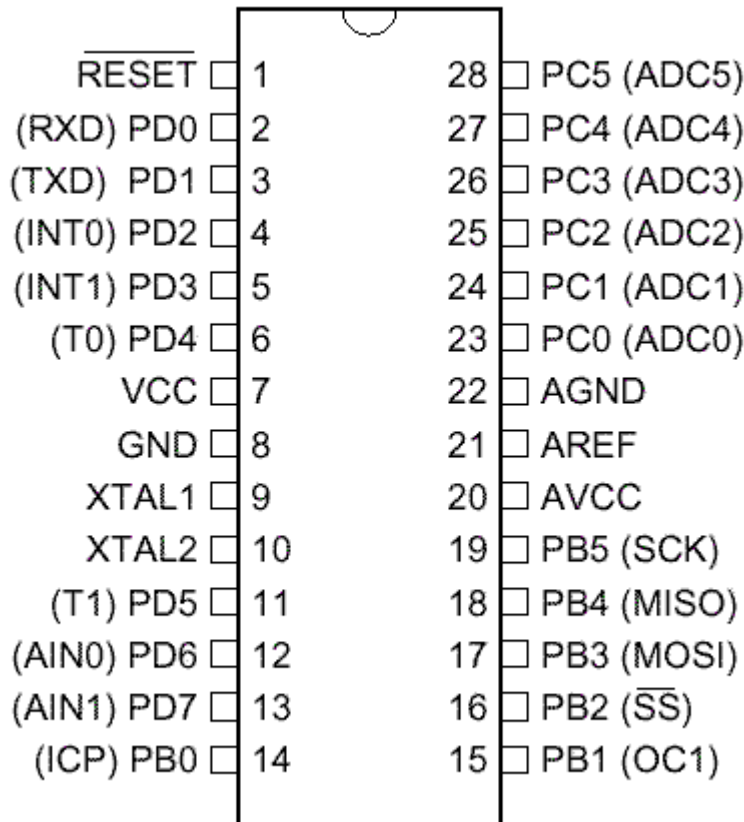 RESET 1 28 PC5 (ADC5)
(RXD) PD0 2 27 PC4 (ADC4)
(TXD) PD1 3 26 PC3 (ADC3)
(INT0) PD2 4 25 PC2 (ADC2)
(INT1) PD3 5 24 PC1 (ADC1)
(T0) PD4 6 23 PC0 (ADC0)
VCC 7 22 AGND
GND 8 21 AREF
XTAL1 9 20 AVCC
XTAL2 10 19 PB5 (SCK)
(T1) PD5 11 18 PB4 (MISO)
(AIN0) PD6 12 17 PB3 (MOSI)
(AIN1) PD7 13 16 PB2 (SS)
(ICP) PB0 14 15 PB1 (OC1)